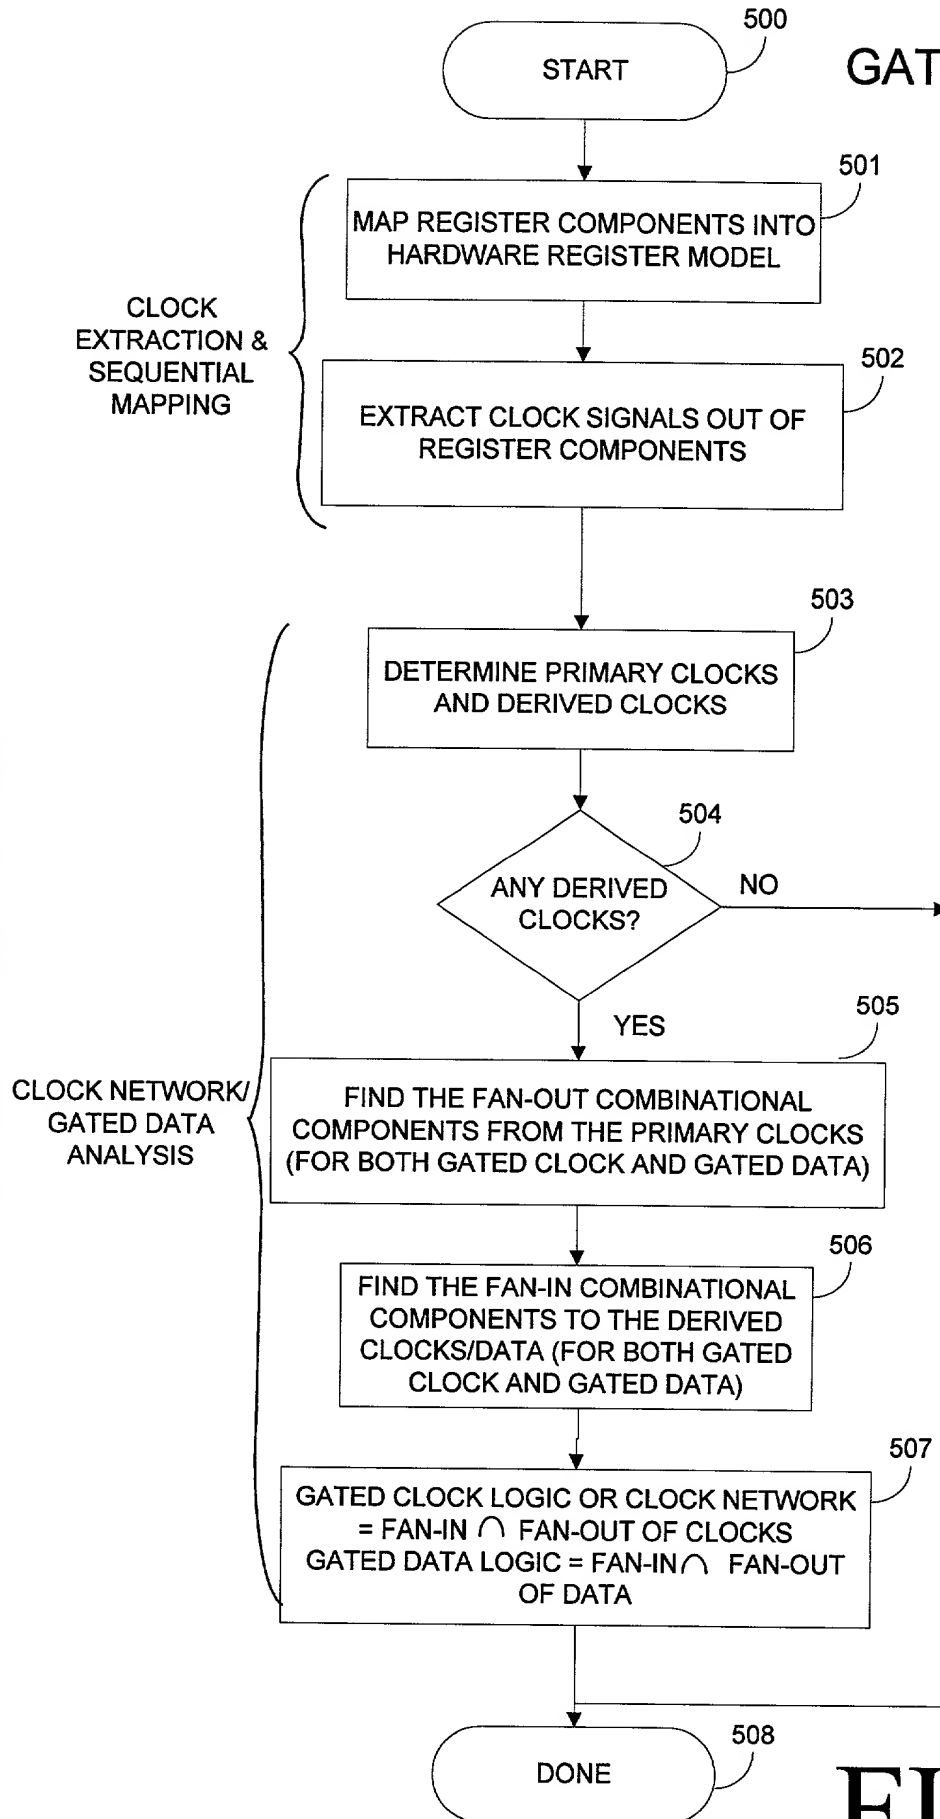 500
START
GAT
501
MAP REGISTER COMPONENTS INTO
HARDWARE REGISTER MODEL
CLOCK
EXTRACTION &
SEQUENTIAL
MAPPING
502
EXTRACT CLOCK SIGNALS OUT OF
REGISTER COMPONENTS
503
DETERMINE PRIMARY CLOCKS
AND DERIVED CLOCKS
504
ANY DERIVED
CLOCKS?
NO
YES
505
CLOCK NETWORK/
GATED DATA
ANALYSIS
FIND THE FAN-OUT COMBINATIONAL
COMPONENTS FROM THE PRIMARY CLOCKS
(FOR BOTH GATED CLOCK AND GATED DATA)
506
FIND THE FAN-IN COMBINATIONAL
COMPONENTS TO THE DERIVED
CLOCKS/DATA (FOR BOTH GATED
CLOCK AND GATED DATA)
507
GATED CLOCK LOGIC OR CLOCK NETWORK
= FAN-IN ∩ FAN-OUT OF CLOCKS
GATED DATA LOGIC = FAN-IN ∩ FAN-OUT
OF DATA
508
DONE